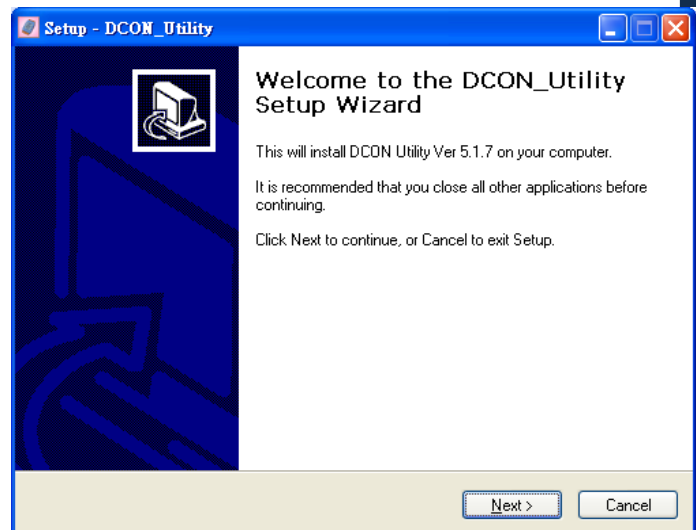 Setup - DCON_Utility
Welcome to the DCON_Utility
Setup Wizard
This will install DCON Utility Ver 5.1.7 on your computer.
It is recommended that you close all other applications before
continuing.
Click Next to continue, or Cancel to exit Setup.
Next >
Cancel